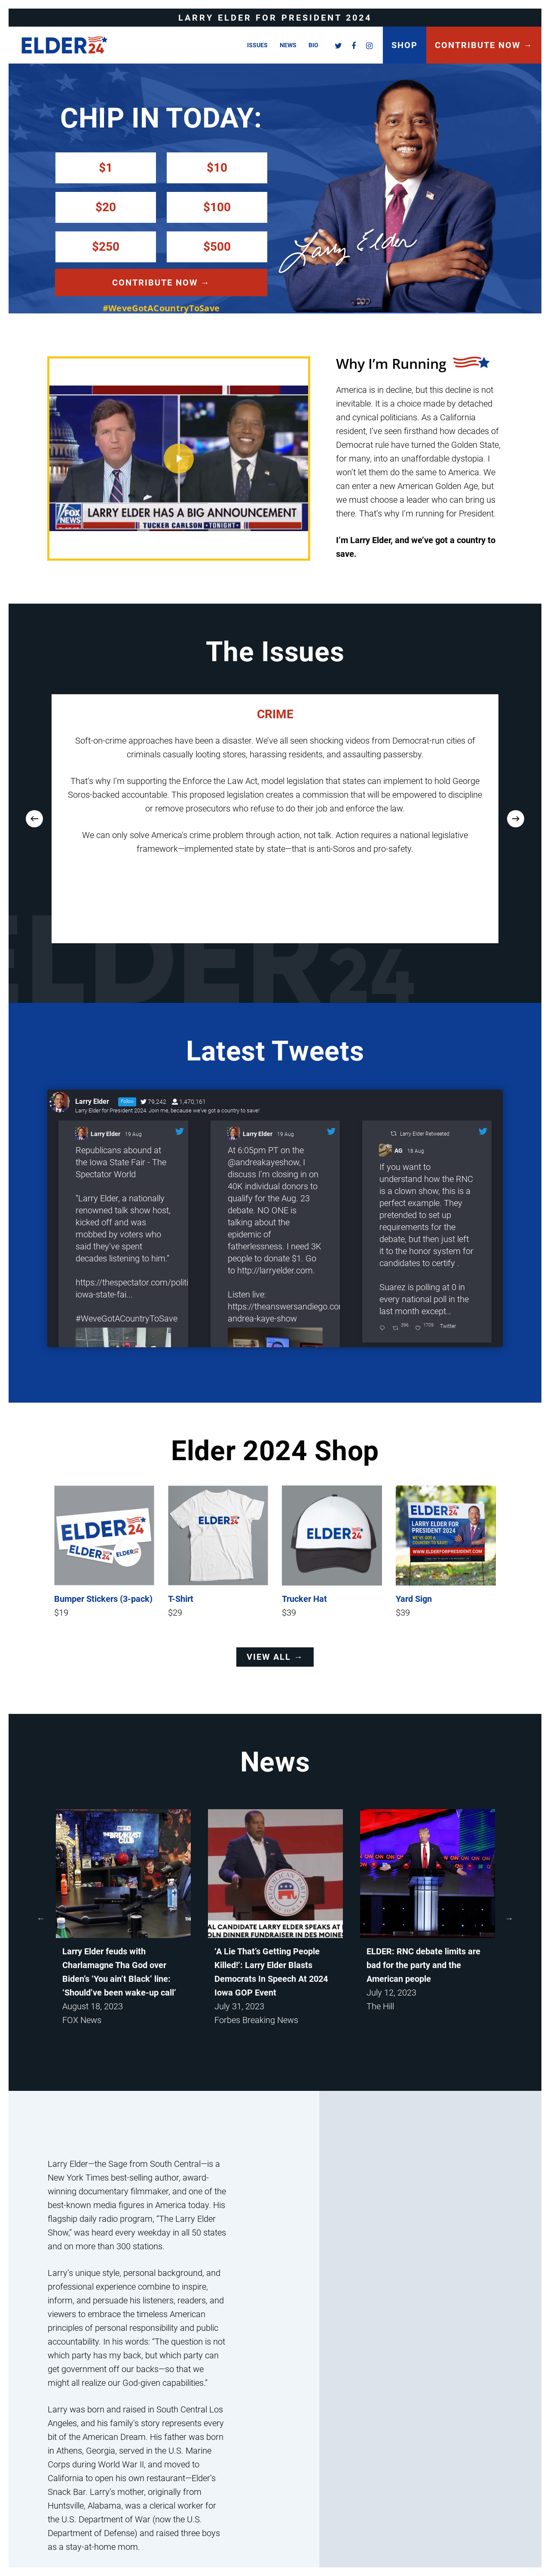 LARRY ELDER FOR PRESIDENT 2024
ELDER 24
ISSUES NEWS BIO
SHOP
CONTRIBUTE NOW →
CHIP IN TODAY:
$1 $10
$20 $100
$250 $500
CONTRIBUTE NOW →
#WeveGotACountryToSave
Larry Elder
Why I'm Running
America is in decline, but this decline is not
inevitable. It is a choice made by detached
and cynical politicians. As a California
resident, I've seen firsthand how decades of
Democrat rule have turned the Golden State,
for many, into an unaffordable dystopia. I
won't let them do the same to America. We
can enter a new American Golden Age, but
we must choose a leader who can bring us
there. That's why I'm running for President.
I'm Larry Elder, and we've got a country to
save.
FOX
NEWS
LARRY ELDER HAS A BIG ANNOUNCEMENT
TUCKER CARLSON TONIGHT
The Issues
CRIME
Soft-on-crime approaches have been a disaster. We've all seen shocking videos from Democrat-run cities of
criminals casually looting stores, harassing residents, and assaulting passersby.
That's why I'm supporting the Enforce the Law Act, model legislation that states can implement to hold George
Soros-backed accountable. This proposed legislation creates a commission that will be empowered to discipline
or remove prosecutors who refuse to do their job and enforce the law.
We can only solve America's crime problem through action, not talk. Action requires a national legislative
framework—implemented state by state—that is anti-Soros and pro-safety.
ELDER24
Latest Tweets
Larry Elder Follow 79,242 1,470,161
Larry Elder for President 2024. Join me, because we've got a country to save!
Larry Elder 19 Aug
Republicans abound at
the Iowa State Fair - The
Spectator World
"Larry Elder, a nationally
renowned talk show host,
kicked off and was
mobbed by voters who
said they've spent
decades listening to him."
https://thespectator.com/politi
iowa-state-fai...
#WeveGotACountryToSave
Larry Elder 19 Aug
At 6:05pm PT on the
@andreakayeshow, I
discuss I'm closing in on
40K individual donors to
qualify for the Aug. 23
debate. NO ONE is
talking about the
epidemic of
fatherlessness. I need 3K
people to donate $1. Go
to http://larryelder.com.
Listen live:
https://theanswersandiego.com
andrea-kaye-show
Larry Elder Retweeted
AG 18 Aug
If you want to
understand how the RNC
is a clown show, this is a
perfect example. They
pretended to set up
requirements for the
debate, but then just left
it to the honor system for
candidates to certify .
Suarez is polling at 0 in
every national poll in the
last month except...
396 1709 Twitter
Elder 2024 Shop
ELDER 24
ELDER 24
ELDER 24
ELDER 24
ELDER 24
ELDER 24
LARRY ELDER FOR
PRESIDENT 2024
WE'VE GOT A
COUNTRY TO SAVE!
WWW.ELDERFORPRESIDENT.COM
Bumper Stickers (3-pack)
$19
T-Shirt
$29
Trucker Hat
$39
Yard Sign
$39
VIEW ALL →
News
BREAKFAST
CLUB
AL CANDIDATE LARRY ELDER SPEAKS AT
OLN DINNER FUNDRAISER IN DES MOINES
CNN
Larry Elder feuds with
Charlamagne Tha God over
Biden's 'You ain't Black' line:
'Should've been wake-up call'
August 18, 2023
FOX News
'A Lie That's Getting People
Killed!': Larry Elder Blasts
Democrats In Speech At 2024
Iowa GOP Event
July 31, 2023
Forbes Breaking News
ELDER: RNC debate limits are
bad for the party and the
American people
July 12, 2023
The Hill
Larry Elder—the Sage from South Central—is a
New York Times best-selling author, award-
winning documentary filmmaker, and one of the
best-known media figures in America today. His
flagship daily radio program, "The Larry Elder
Show," was heard every weekday in all 50 states
and on more than 300 stations.
Larry's unique style, personal background, and
professional experience combine to inspire,
inform, and persuade his listeners, readers, and
viewers to embrace the timeless American
principles of personal responsibility and public
accountability. In his words: "The question is not
which party has my back, but which party can
get government off our backs—so that we
might all realize our God-given capabilities."
Larry was born and raised in South Central Los
Angeles, and his family's story represents every
bit of the American Dream. His father was born
in Athens, Georgia, served in the U.S. Marine
Corps during World War II, and moved to
California to open his own restaurant—Elder's
Snack Bar. Larry's mother, originally from
Huntsville, Alabama, was a clerical worker for
the U.S. Department of War (now the U.S.
Department of Defense) and raised three boys
as a stay-at-home mom.